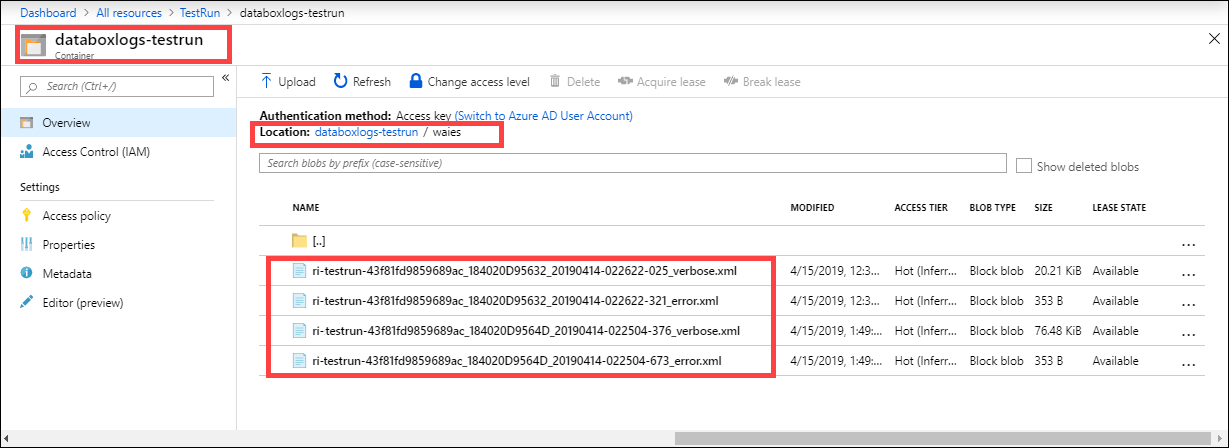 Dashboard > All resources > TestRun > databoxlogs-testrun
databoxlogs-testrun
Container
Search (Ctrl+/)
«
Overview
Access Control (IAM)
Settings
Access policy
Properties
Metadata
Editor (preview)
Upload Refresh Change access level Delete Acquire lease Break lease
Authentication method: Access key (Switch to Azure AD User Account)
Location: databoxlogs-testrun / waies
Search blobs by prefix (case-sensitive) Show deleted blobs
NAME MODIFIED ACCESS TIER BLOB TYPE SIZE LEASE STATE
[..] ...
ri-testrun-43f81fd9859689ac_184020D95632_20190414-022622-025_verbose.xml 4/15/2019, 12:3... Hot (Inferr... Block blob 20.21 KiB Available ...
ri-testrun-43f81fd9859689ac_184020D95632_20190414-022622-321_error.xml 4/15/2019, 12:3... Hot (Inferr... Block blob 353 B Available ...
ri-testrun-43f81fd9859689ac_184020D9564D_20190414-022504-376_verbose.xml 4/15/2019, 1:49:... Hot (Inferr... Block blob 76.48 KiB Available ...
ri-testrun-43f81fd9859689ac_184020D9564D_20190414-022504-673_error.xml 4/15/2019, 1:49:... Hot (Inferr... Block blob 353 B Available ...